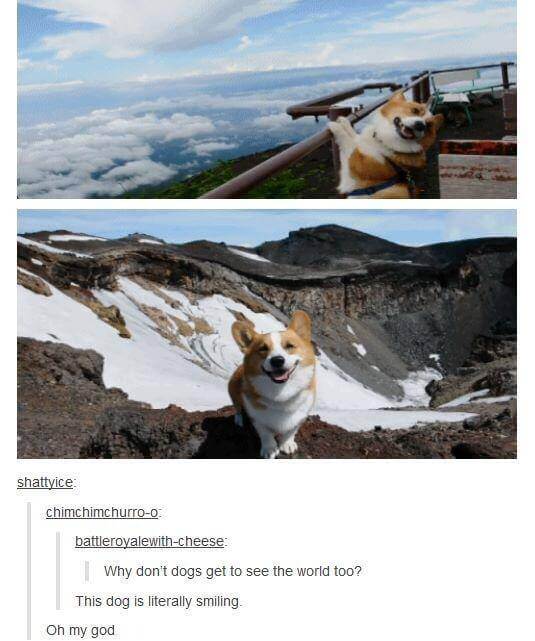 shattyice:
chimchimchurro-o:
battleroyalewith-cheese:
Why don't dogs get to see the world too?
This dog is literally smiling.
Oh my god